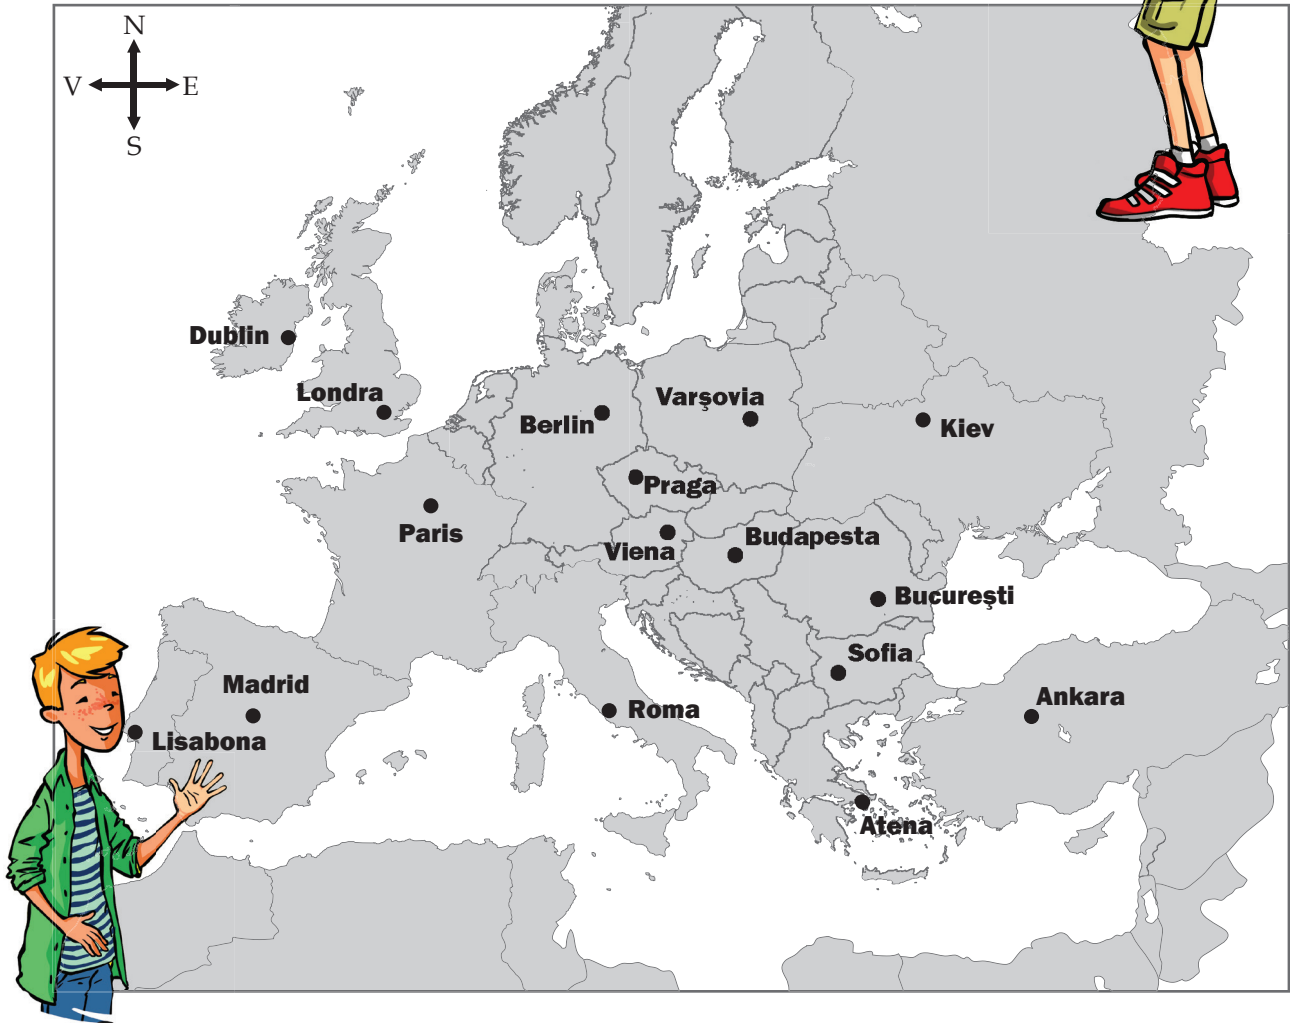 N
V E
S
Dublin
Londra
Varşovia
Berlin
Kiev
Praga
Paris
Viena
Budapesta
Bucureşti
Sofia
Madrid
Ankara
Roma
Lisabona
Atena